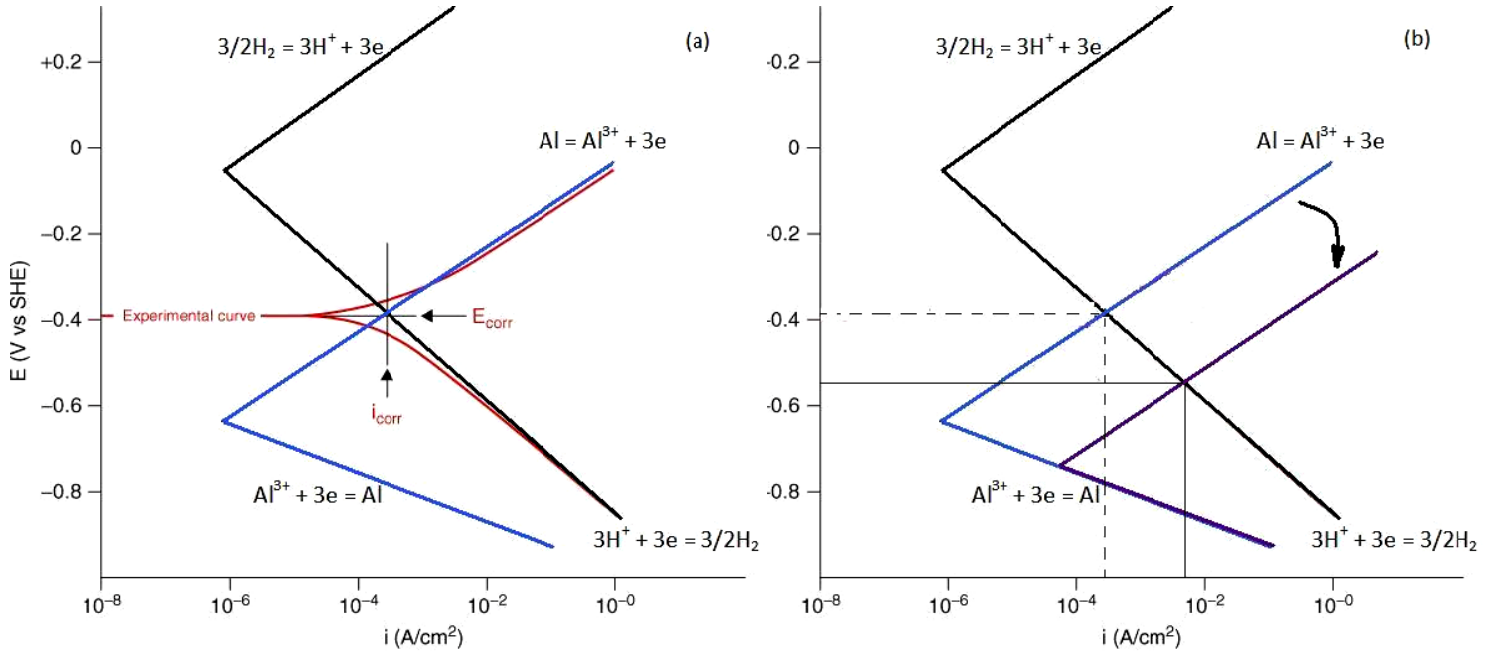 (a)
3/2H₂ = 3H⁺ + 3e
+0.2
Al = Al³⁺ + 3e
0
−0.2
E (V vs SHE)
Experimental curve
E_corr
−0.4
i_corr
−0.6
Al³⁺ + 3e = Al
−0.8
3H⁺ + 3e = 3/2H₂
10⁻⁸ 10⁻⁶ 10⁻⁴ 10⁻² 10⁻⁰
i (A/cm²)
(b)
3/2H₂ = 3H⁺ + 3e
-0.2
Al = Al³⁺ + 3e
0
-0.2
-0.4
-0.6
Al³⁺ + 3e = Al
-0.8
3H⁺ + 3e = 3/2H₂
10⁻⁸ 10⁻⁶ 10⁻⁴ 10⁻² 10⁻⁰
i (A/cm²)